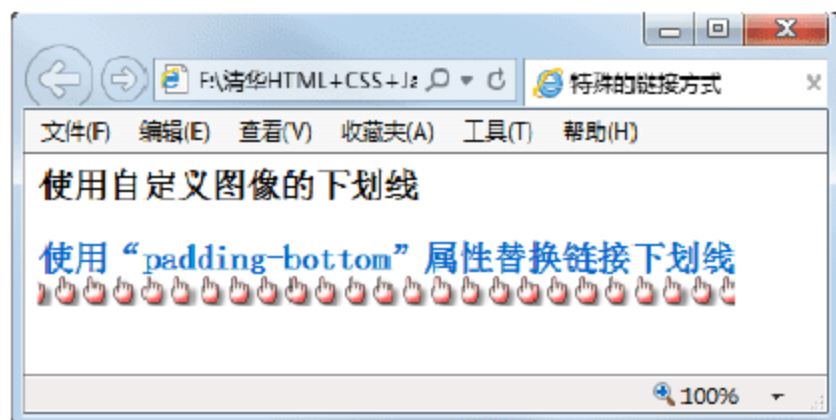 F:\清华HTML+CSS+Ja
特殊的链接方式
文件(F) 编辑(E) 查看(V) 收藏夹(A) 工具(T) 帮助(H)
使用自定义图像的下划线
使用“padding-bottom”属性替换链接下划线
100%